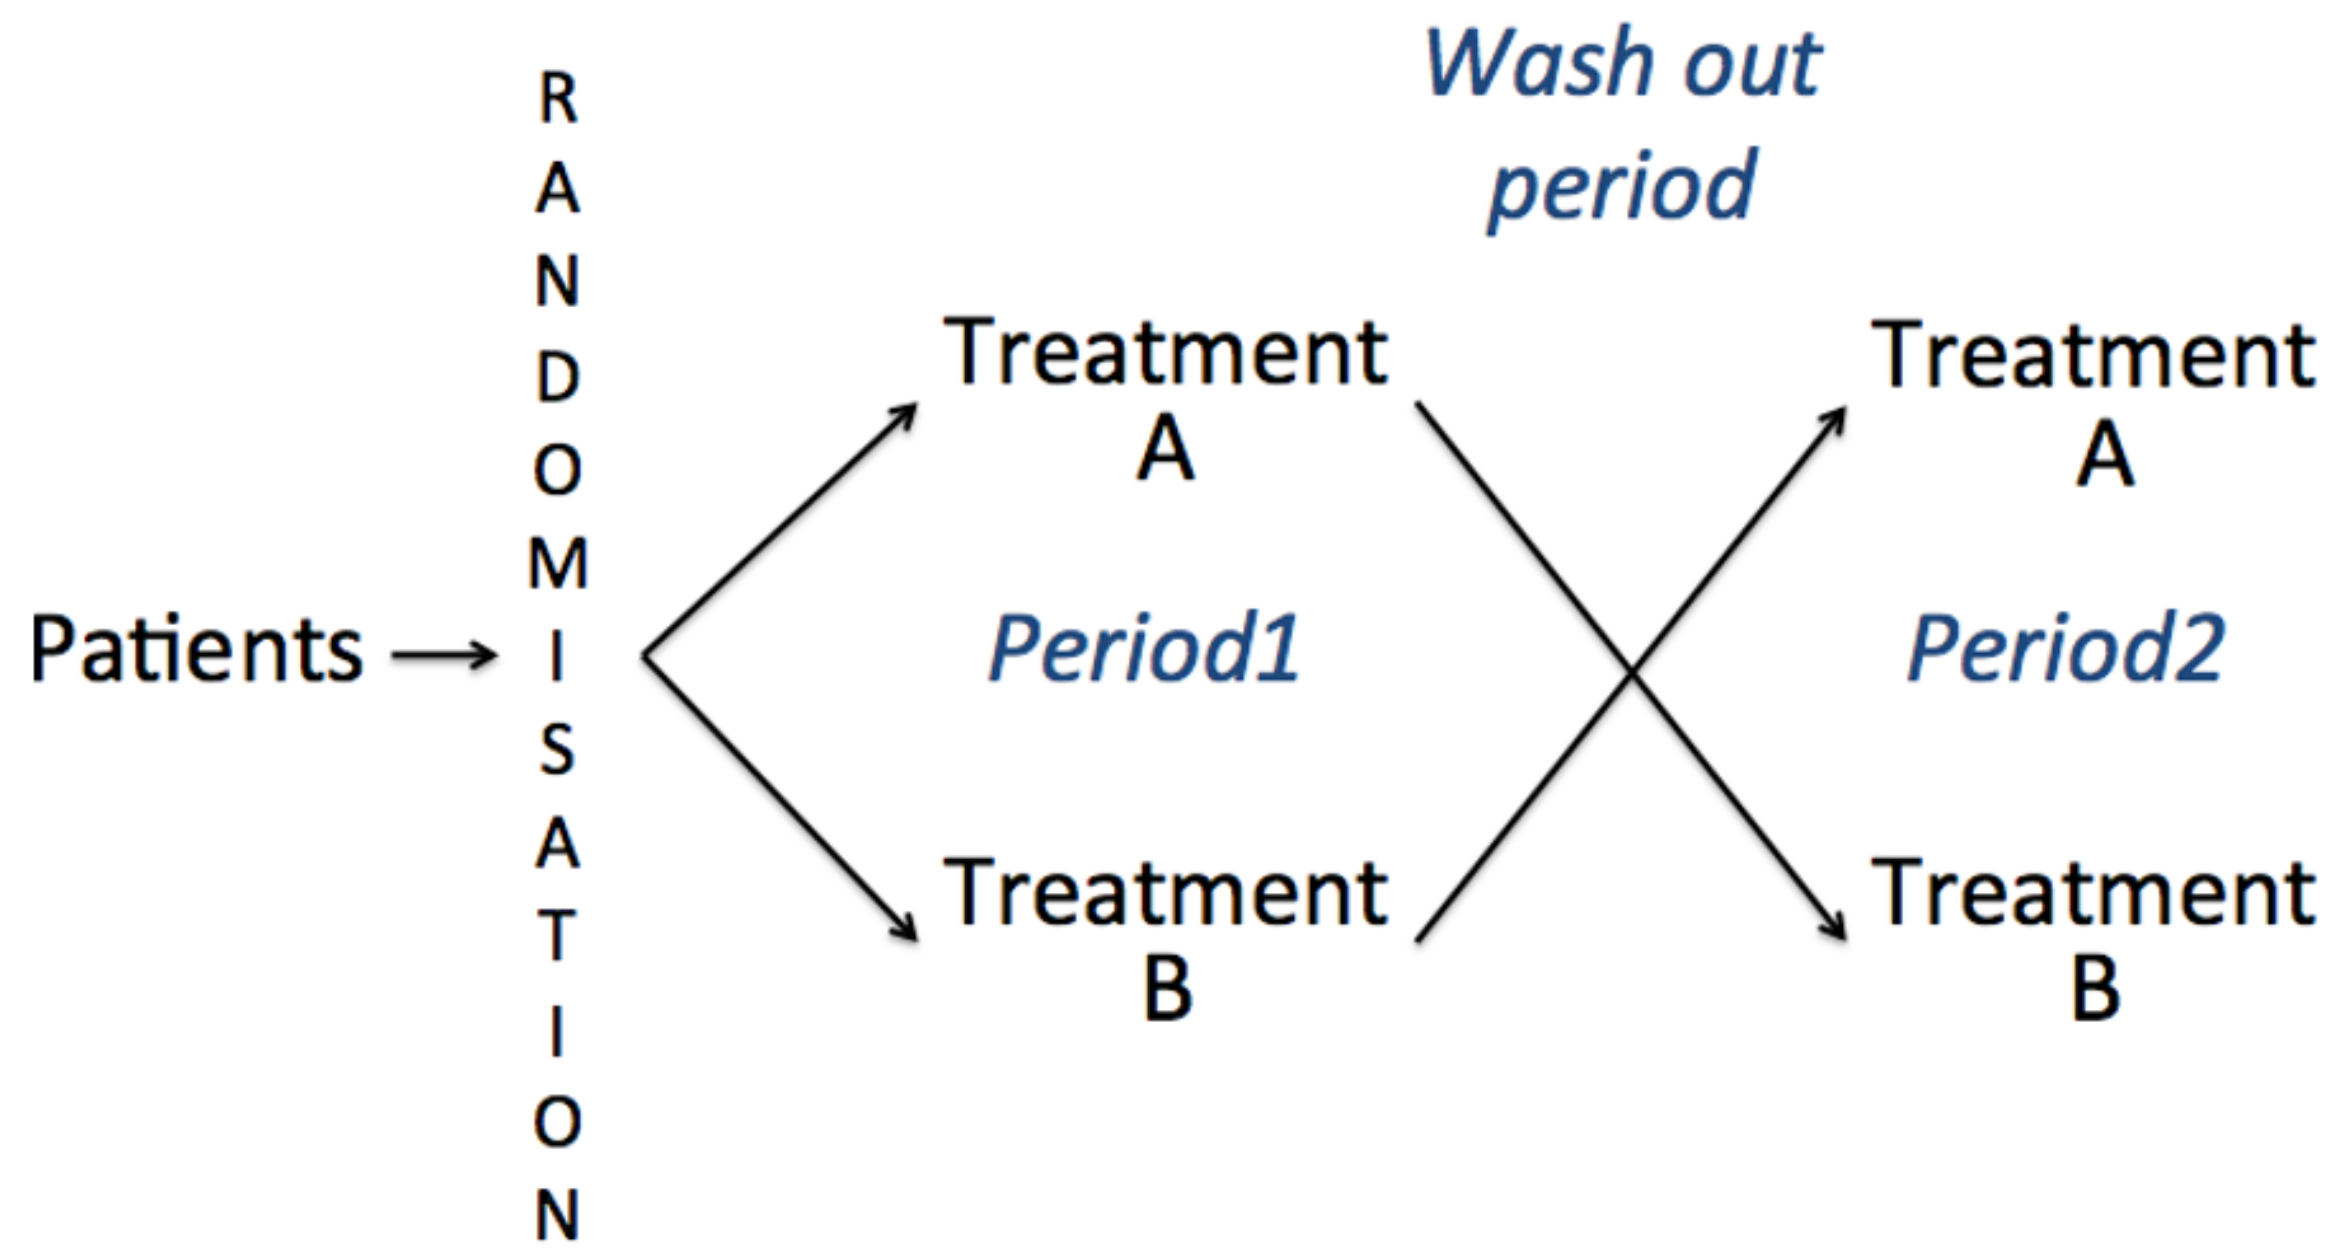 Patients
R
A
N
D
O
M
I
S
A
T
I
O
N
Treatment
A
Period1
Treatment
B
Wash out
period
Treatment
A
Period2
Treatment
B